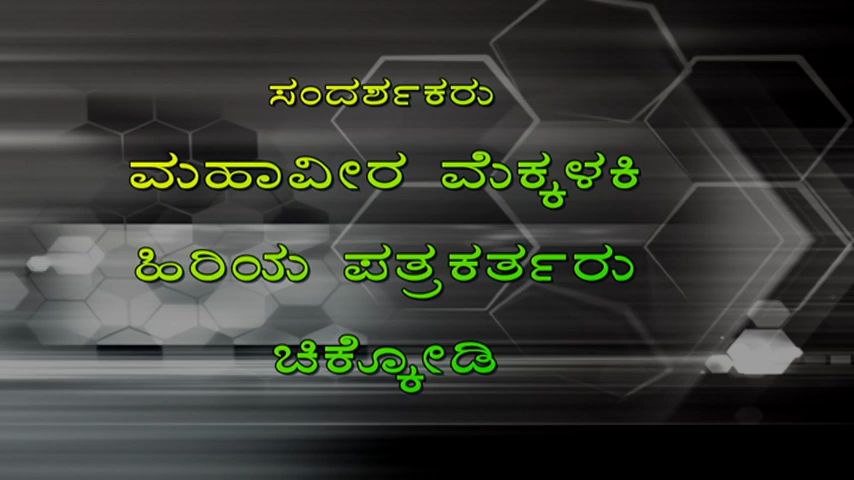 ಸಂದರ್ಶಕರು
ಮಹಾವೀರ ಮೆಕ್ಕಳಕಿ
ಹಿರಿಯ ಪತ್ರಕರ್ತರು
ಚಿಕ್ಕೋಡಿ